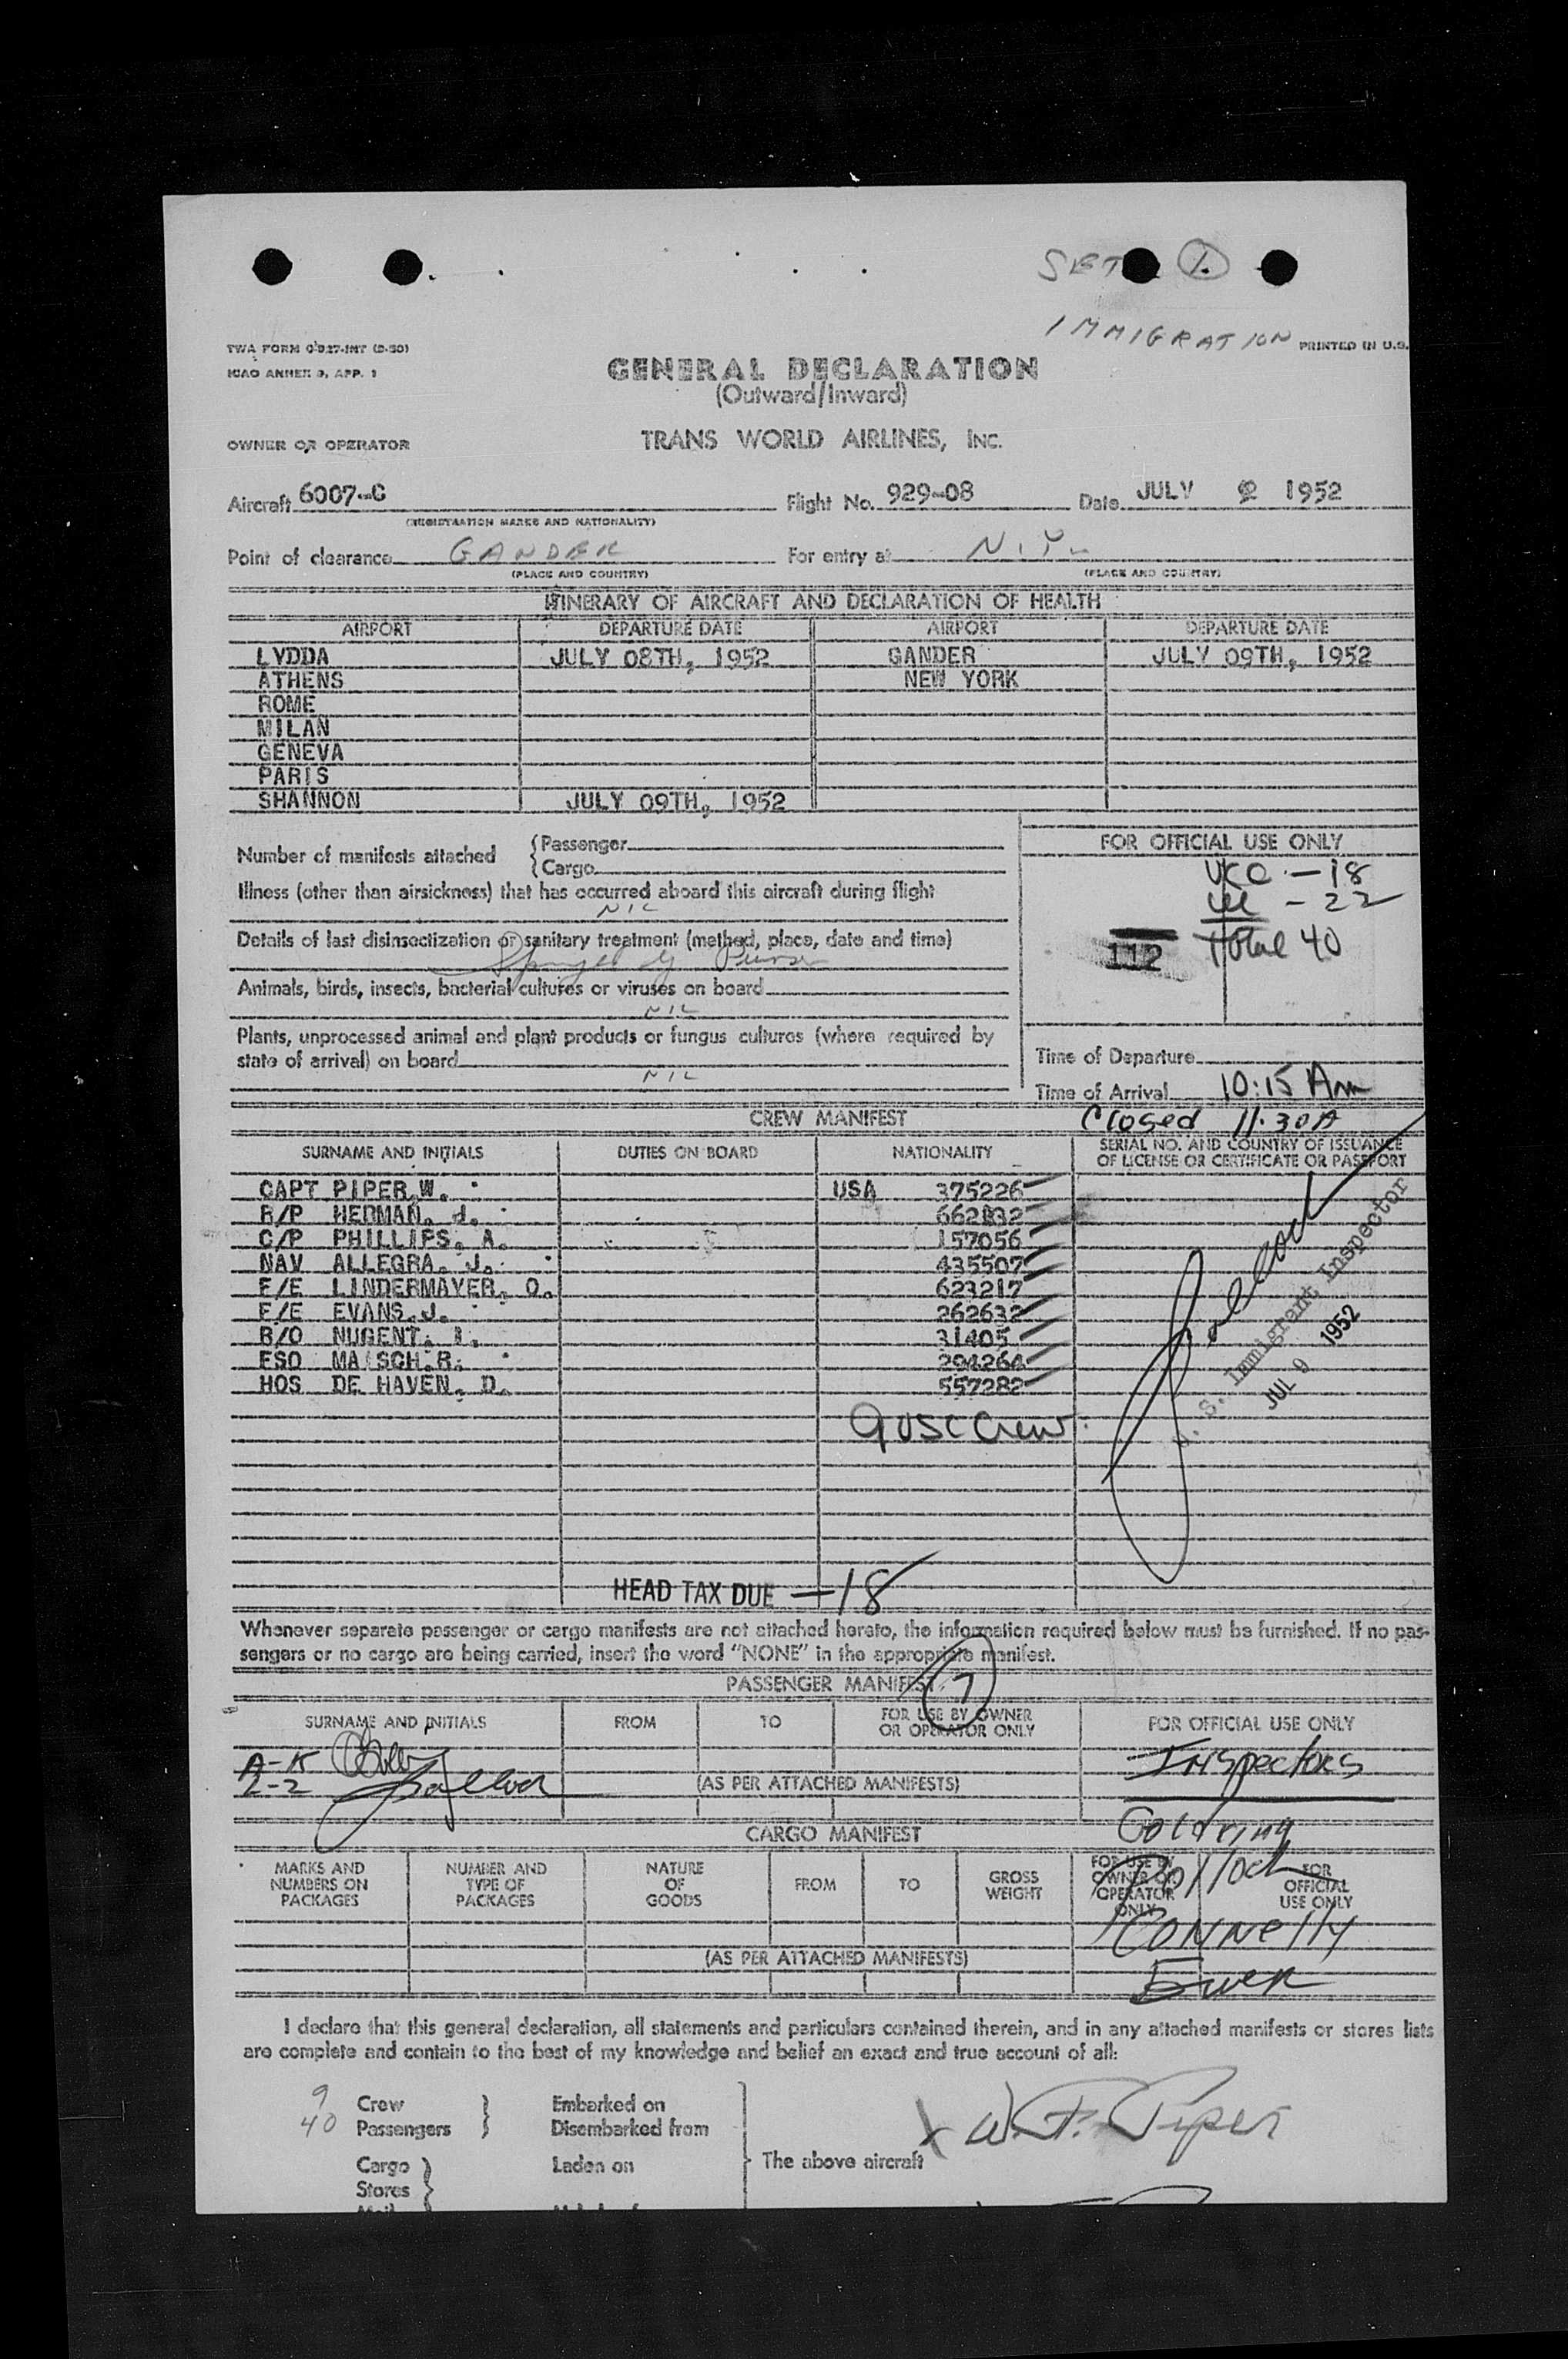 SET 1.
IMMIGRATION
PRINTED IN U.S.
ICAO ANNEX 9, APP. 1
GENERAL DECLARATION
(Outward/Inward)
OWNER OR OPERATOR TRANS WORLD AIRLINES, INC.
Aircraft 6007-C Flight No. 929-08 Date JULY 1952
(REGISTRATION MARKS AND NATIONALITY)
Point of clearance GANDER For entry at N.Y.
(PLACE AND COUNTRY) (PLACE AND COUNTRY)
ITINERARY OF AIRCRAFT AND DECLARATION OF HEALTH
AIRPORT DEPARTURE DATE AIRPORT DEPARTURE DATE
LYDDA JULY 08TH, 1952 GANDER JULY 09TH, 1952
ATHENS NEW YORK
ROME
MILAN
GENEVA
PARIS
SHANNON JULY 09TH, 1952
Number of manifests attached { Passenger
{ Cargo
FOR OFFICIAL USE ONLY
USC - 18
- 22
112 Total 40
Illness (other than airsickness) that has occurred aboard this aircraft during flight
NIL
Details of last disinsectization or sanitary treatment (method, place, date and time)
Sprayed by Purser
Animals, birds, insects, bacterial cultures or viruses on board
NIL
Plants, unprocessed animal and plant products or fungus cultures (where required by
state of arrival) on board
NIL
Time of Departure
Time of Arrival 10:15 Am
Closed 11:30A
CREW MANIFEST
SURNAME AND INITIALS DUTIES ON BOARD NATIONALITY SERIAL NO. AND COUNTRY OF ISSUANCE
OF LICENSE OR CERTIFICATE OR PASSPORT
CAPT PIPER,W. USA 375226
R/P HERMAN, J.
C/P PHILLIPS, A. 157056
NAV ALLEGRA, J. 435507
F/E LINDERMAYER, O. 623217
F/E EVANS,J. 262632
R/O NUGENT, I. 31405
FSO 294264
HOS DE HAVEN, D. 557282
9 USC Crew
U. S. Immigrant Inspector
JUL 9 1952
HEAD TAX DUE - 18
Whenever separate passenger or cargo manifests are not attached hereto, the information required below must be furnished. If no pas-
sengers or no cargo are being carried, insert the word "NONE" in the appropriate manifest.
PASSENGER MANIFEST 7
SURNAME AND INITIALS FROM TO FOR USE BY OWNER
OR OPERATOR ONLY FOR OFFICIAL USE ONLY
A-K
L-Z
(AS PER ATTACHED MANIFESTS)
Inspectors
Goldring
Pollock
Connelly
Ewen
CARGO MANIFEST
MARKS AND
NUMBERS ON
PACKAGES
NUMBER AND
TYPE OF
PACKAGES
NATURE
OF
GOODS
FROM TO GROSS
WEIGHT
FOR USE BY
OWNER OR
OPERATOR
ONLY
FOR
OFFICIAL
USE ONLY
(AS PER ATTACHED MANIFESTS)
I declare that this general declaration, all statements and particulars contained therein, and in any attached manifests or stores lists
are complete and contain to the best of my knowledge and belief an exact and true account of all:
9 Crew Embarked on
40 Passengers Disembarked from
X W. F. Piper
Cargo Laden on The above aircraft
Stores
Mail